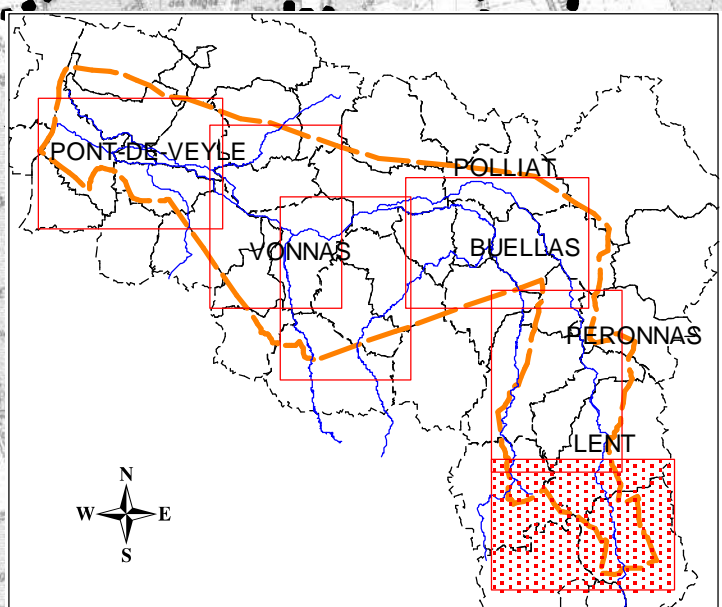 PONT-DE-VEYLE
POLLIAT
VONNAS
BUELLAS
PERONNAS
LENT
N
W E
S